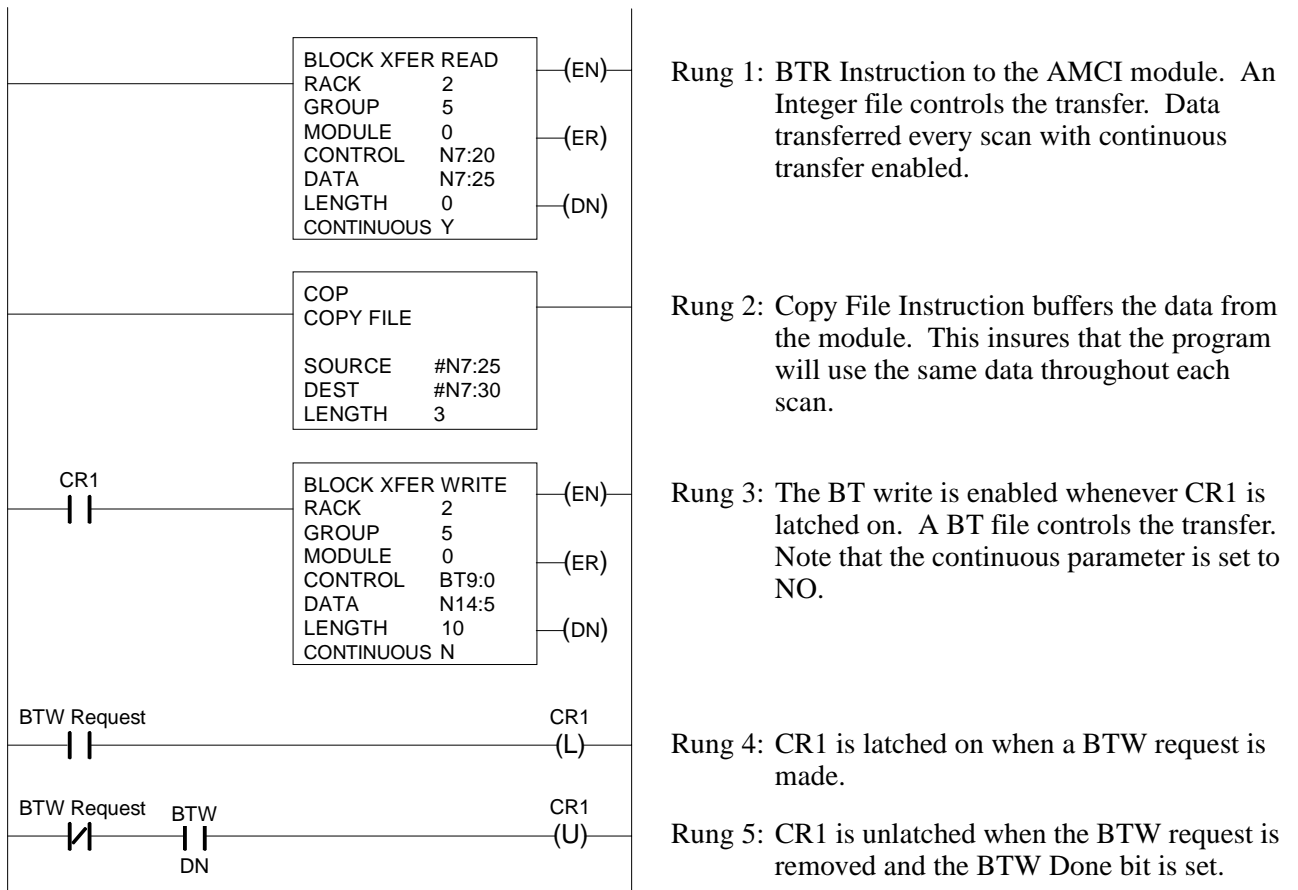 BLOCK XFER READ
RACK 2
GROUP 5
MODULE 0
CONTROL N7:20
DATA N7:25
LENGTH 0
CONTINUOUS Y
(EN)
(ER)
(DN)
Rung 1: BTR Instruction to the AMCI module. An
Integer file controls the transfer. Data
transferred every scan with continuous
transfer enabled.
COP
COPY FILE
SOURCE #N7:25
DEST #N7:30
LENGTH 3
Rung 2: Copy File Instruction buffers the data from
the module. This insures that the program
will use the same data throughout each
scan.
CR1
BLOCK XFER WRITE
RACK 2
GROUP 5
MODULE 0
CONTROL BT9:0
DATA N14:5
LENGTH 10
CONTINUOUS N
(EN)
(ER)
(DN)
Rung 3: The BT write is enabled whenever CR1 is
latched on. A BT file controls the transfer.
Note that the continuous parameter is set to
NO.
BTW Request
CR1
(L)
Rung 4: CR1 is latched on when a BTW request is
made.
BTW Request
BTW
DN
CR1
(U)
Rung 5: CR1 is unlatched when the BTW request is
removed and the BTW Done bit is set.